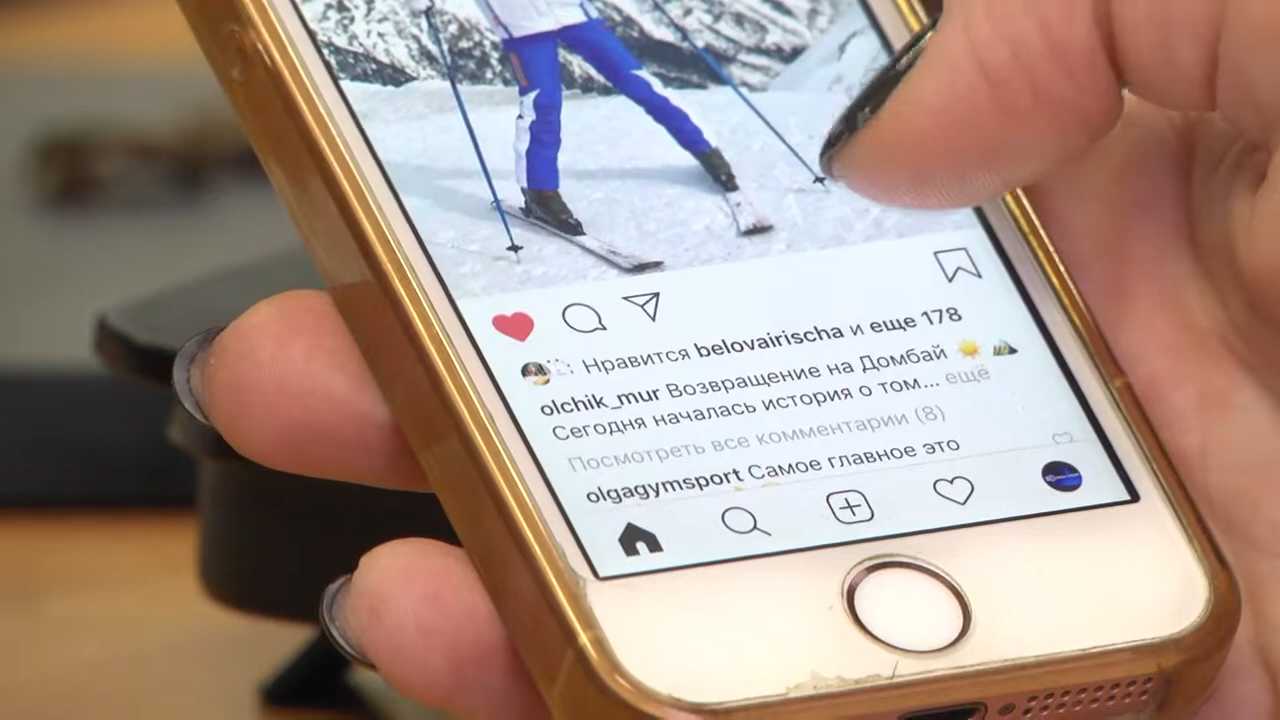 Нравится belovairischa и еще 178
olchik_mur Возвращение на Домбай ☀️⛰️
Сегодня началась история о том... ещё
Посмотреть все комментарии (8)
olgagymsport Самое главное это